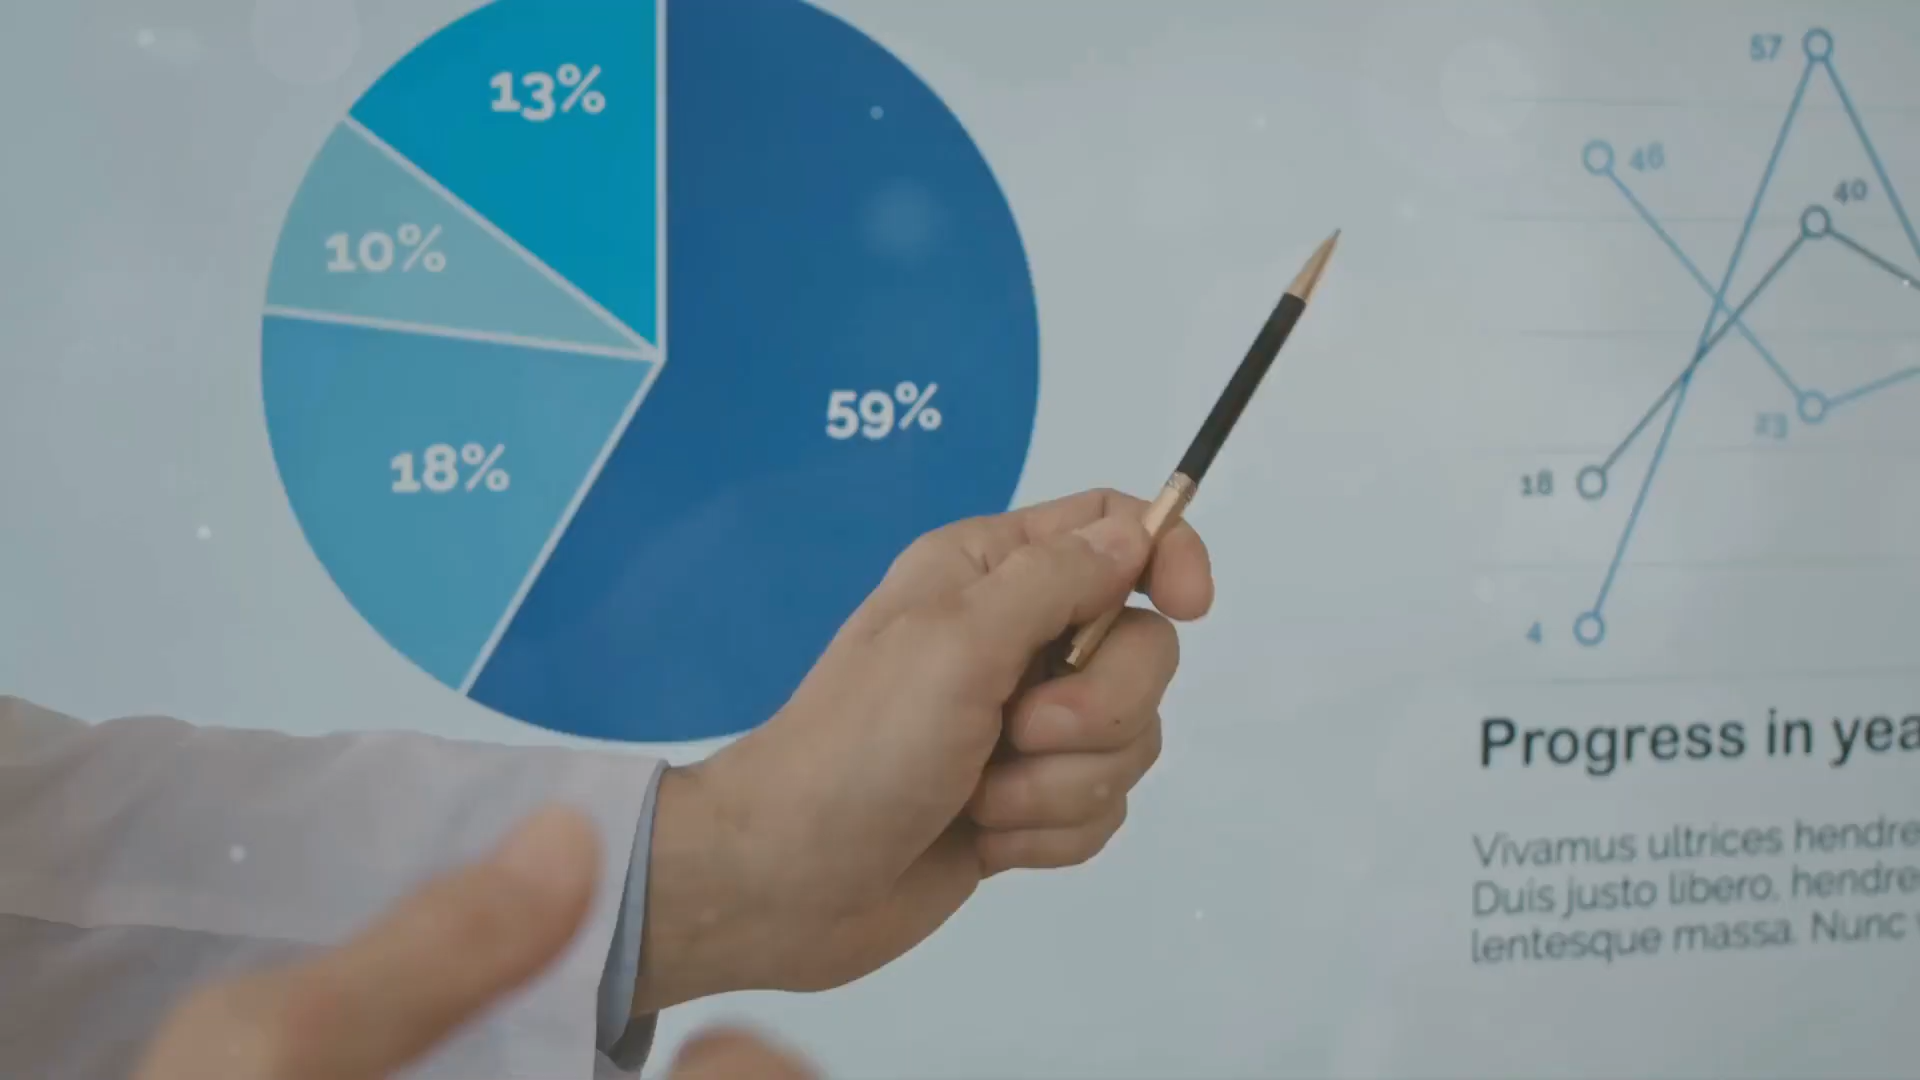 13%
10%
18%
59%
57
46
40
23
18
4
Progress in yea
Vivamus ultrices hendre
Duis justo libero, hendre
lentesque massa. Nunc